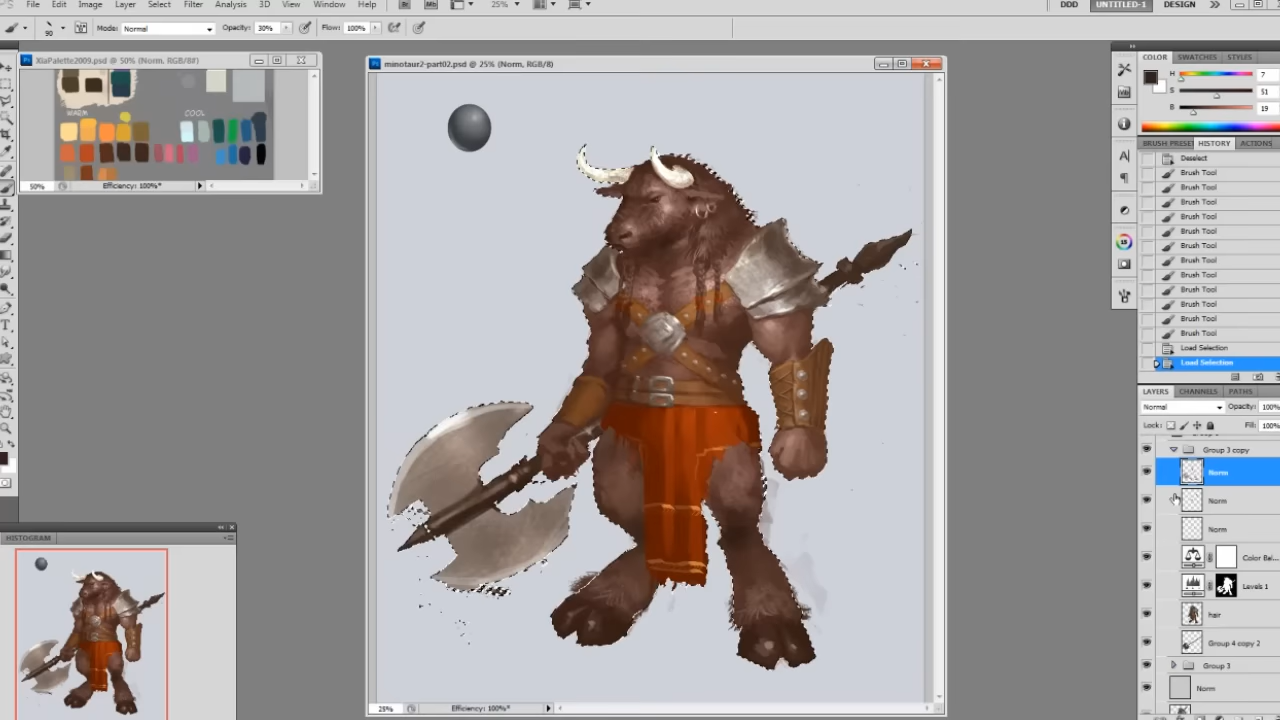 File Edit Image Layer Select Filter Analysis 3D View Window Help Br Mb 25% DDD UNTITLED-1 DESIGN
90 Mode: Normal Opacity: 30% Flow: 100%
XiaPalette2009.psd @ 50% (Norm, RGB/8#)
WARM COOL
50% Efficiency: 100%*
minotaur2-part02.psd @ 25% (Norm, RGB/8)
25% Efficiency: 100%*
HISTOGRAM
COLOR SWATCHES STYLES
H 7
S 51
B 19
BRUSH PRESET HISTORY ACTIONS
Deselect
Brush Tool
Brush Tool
Brush Tool
Brush Tool
Brush Tool
Brush Tool
Brush Tool
Brush Tool
Brush Tool
Brush Tool
Brush Tool
Brush Tool
Load Selection
Load Selection
LAYERS CHANNELS PATHS
Normal Opacity: 100%
Lock: Fill: 100%
Group 3 copy
Norm
Norm
Norm
Color Bal...
Levels 1
hair
Group 4 copy 2
Group 3
Norm